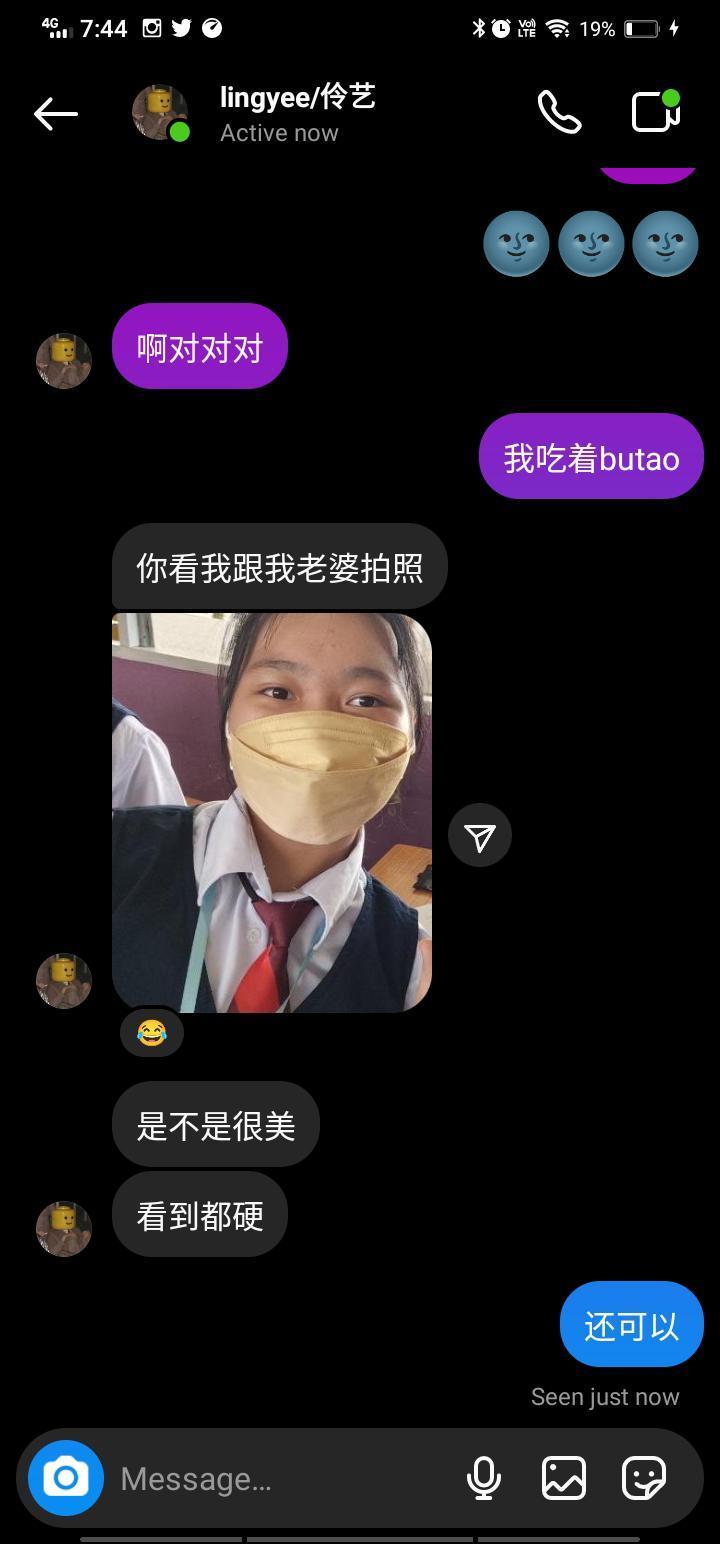 4G 7:44 Vo) LTE 19%
lingyee/伶艺
Active now
啊对对对
我吃着butao
你看我跟我老婆拍照
是不是很美
看到都硬
还可以
Seen just now
Message...